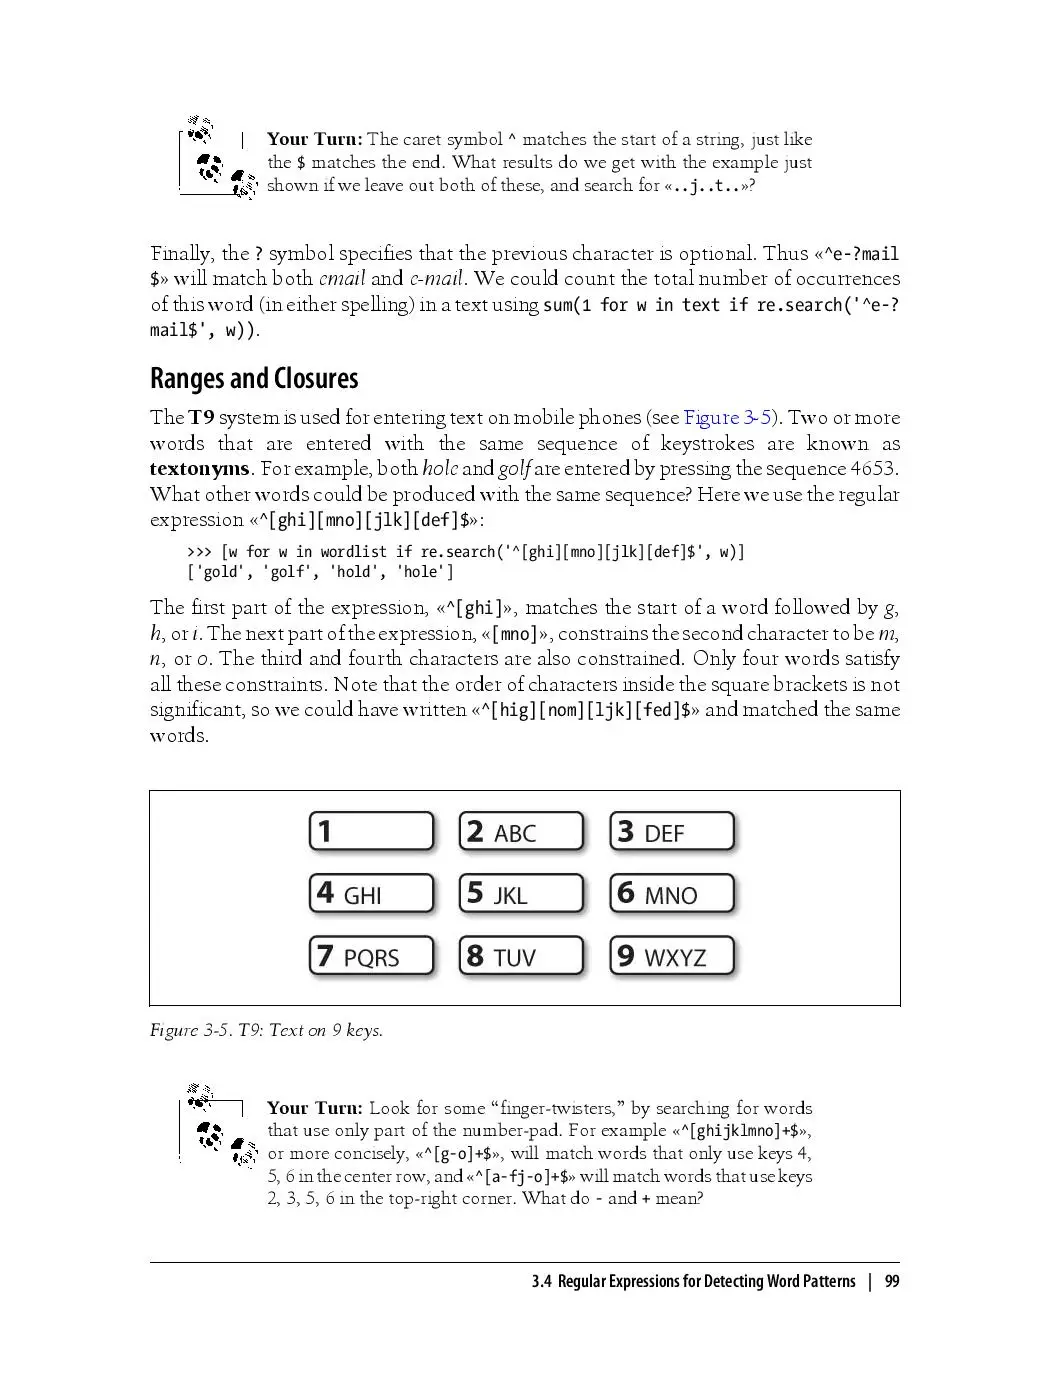 Your Turn: The caret symbol ^ matches the start of a string, just like
the $ matches the end. What results do we get with the example just
shown if we leave out both of these, and search for «..j..t..»?
Finally, the ? symbol specifies that the previous character is optional. Thus «^e-?mail
$» will match both email and e-mail. We could count the total number of occurrences
of this word (in either spelling) in a text using sum(1 for w in text if re.search('^e-?
mail$', w)).
Ranges and Closures
The T9 system is used for entering text on mobile phones (see Figure 3-5). Two or more
words that are entered with the same sequence of keystrokes are known as
textonyms. For example, both hole and golf are entered by pressing the sequence 4653.
What other words could be produced with the same sequence? Here we use the regular
expression «^[ghi][mno][jlk][def]$»:
>>> [w for w in wordlist if re.search('^[ghi][mno][jlk][def]$', w)]
['gold', 'golf', 'hold', 'hole']
The first part of the expression, «^[ghi]», matches the start of a word followed by g,
h, or i. The next part of the expression, «[mno]», constrains the second character to be m,
n, or o. The third and fourth characters are also constrained. Only four words satisfy
all these constraints. Note that the order of characters inside the square brackets is not
significant, so we could have written «^[hig][nom][ljk][fed]$» and matched the same
words.
1 2 ABC 3 DEF
4 GHI 5 JKL 6 MNO
7 PQRS 8 TUV 9 WXYZ
Figure 3-5. T9: Text on 9 keys.
Your Turn: Look for some “finger-twisters,” by searching for words
that use only part of the number-pad. For example «^[ghijklmno]+$»,
or more concisely, «^[g-o]+$», will match words that only use keys 4,
5, 6 in the center row, and «^[a-fj-o]+$» will match words that use keys
2, 3, 5, 6 in the top-right corner. What do - and + mean?
3.4 Regular Expressions for Detecting Word Patterns | 99